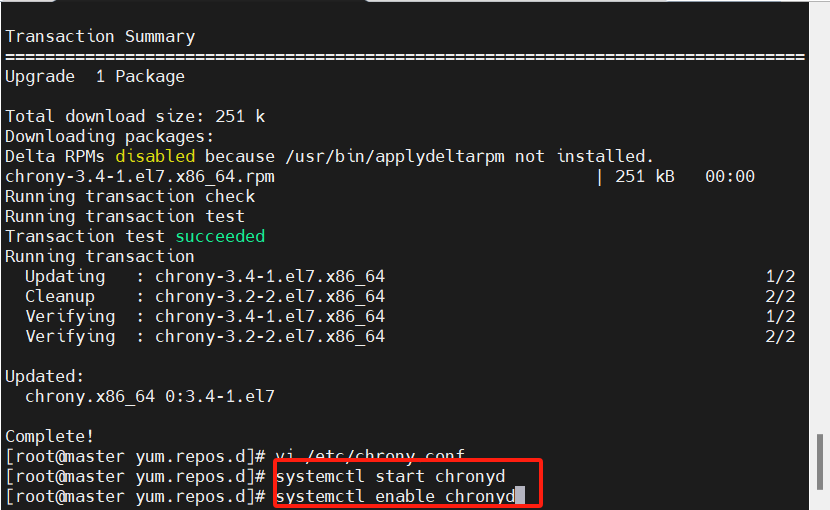 Transaction Summary
================================================================================
Upgrade  1 Package
Total download size: 251 k
Downloading packages:
Delta RPMs disabled because /usr/bin/applydeltarpm not installed.
chrony-3.4-1.el7.x86_64.rpm                                | 251 kB   00:00
Running transaction check
Running transaction test
Transaction test succeeded
Running transaction
  Updating   : chrony-3.4-1.el7.x86_64                                      1/2
  Cleanup    : chrony-3.2-2.el7.x86_64                                      2/2
  Verifying  : chrony-3.4-1.el7.x86_64                                      1/2
  Verifying  : chrony-3.2-2.el7.x86_64                                      2/2
Updated:
  chrony.x86_64 0:3.4-1.el7
Complete!
[root@master yum.repos.d]# vi /etc/chrony.conf
[root@master yum.repos.d]# systemctl start chronyd
[root@master yum.repos.d]# systemctl enable chronyd